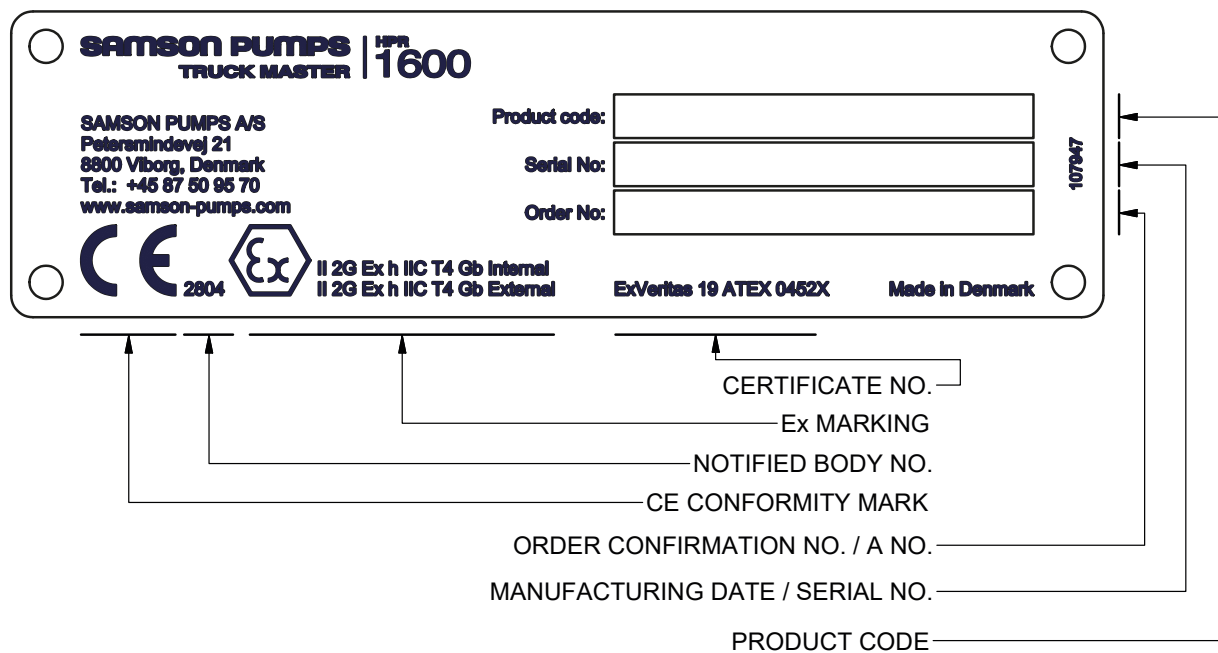 SAMSON PUMPS
TRUCK MASTER
HPR
1600
SAMSON PUMPS A/S
Petersmindevej 21
8800 Viborg, Denmark
Tel.: +45 87 50 95 70
www.samson-pumps.com
Product code:
Serial No:
Order No:
107947
CE
2804
Ex
II 2G Ex h IIC T4 Gb Internal
II 2G Ex h IIC T4 Gb External
ExVeritas 19 ATEX 0452X
Made in Denmark
CERTIFICATE NO.
Ex MARKING
NOTIFIED BODY NO.
CE CONFORMITY MARK
ORDER CONFIRMATION NO. / A NO.
MANUFACTURING DATE / SERIAL NO.
PRODUCT CODE